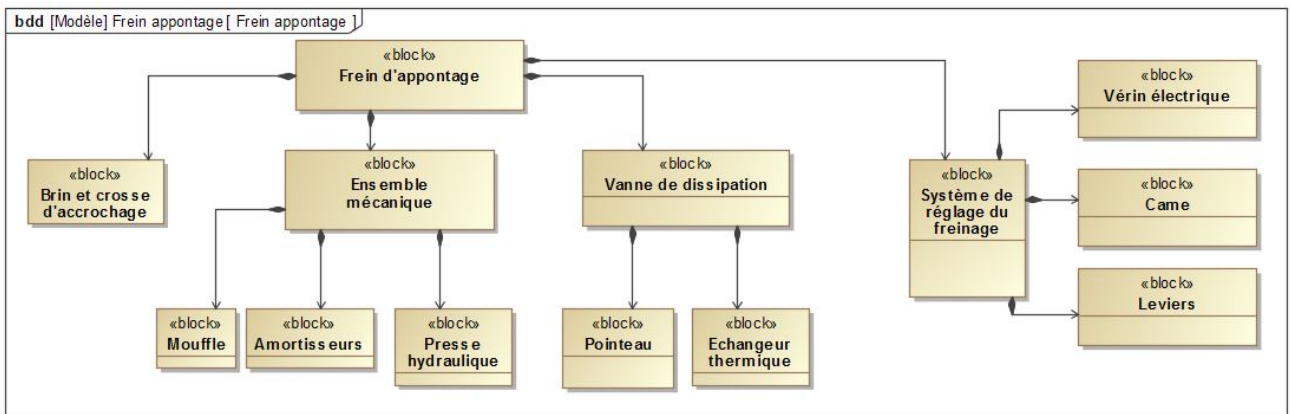 bdd [Modèle] Frein appontage [ Frein appontage ]
«block»
Frein d'appontage
«block»
Brin et crosse
d'accrochage
«block»
Ensemble
mécanique
«block»
Vanne de dissipation
«block»
Système de
réglage du
freinage
«block»
Vérin électrique
«block»
Came
«block»
Leviers
«block»
Mouffle
«block»
Amortisseurs
«block»
Presse
hydraulique
«block»
Pointeau
«block»
Echangeur
thermique